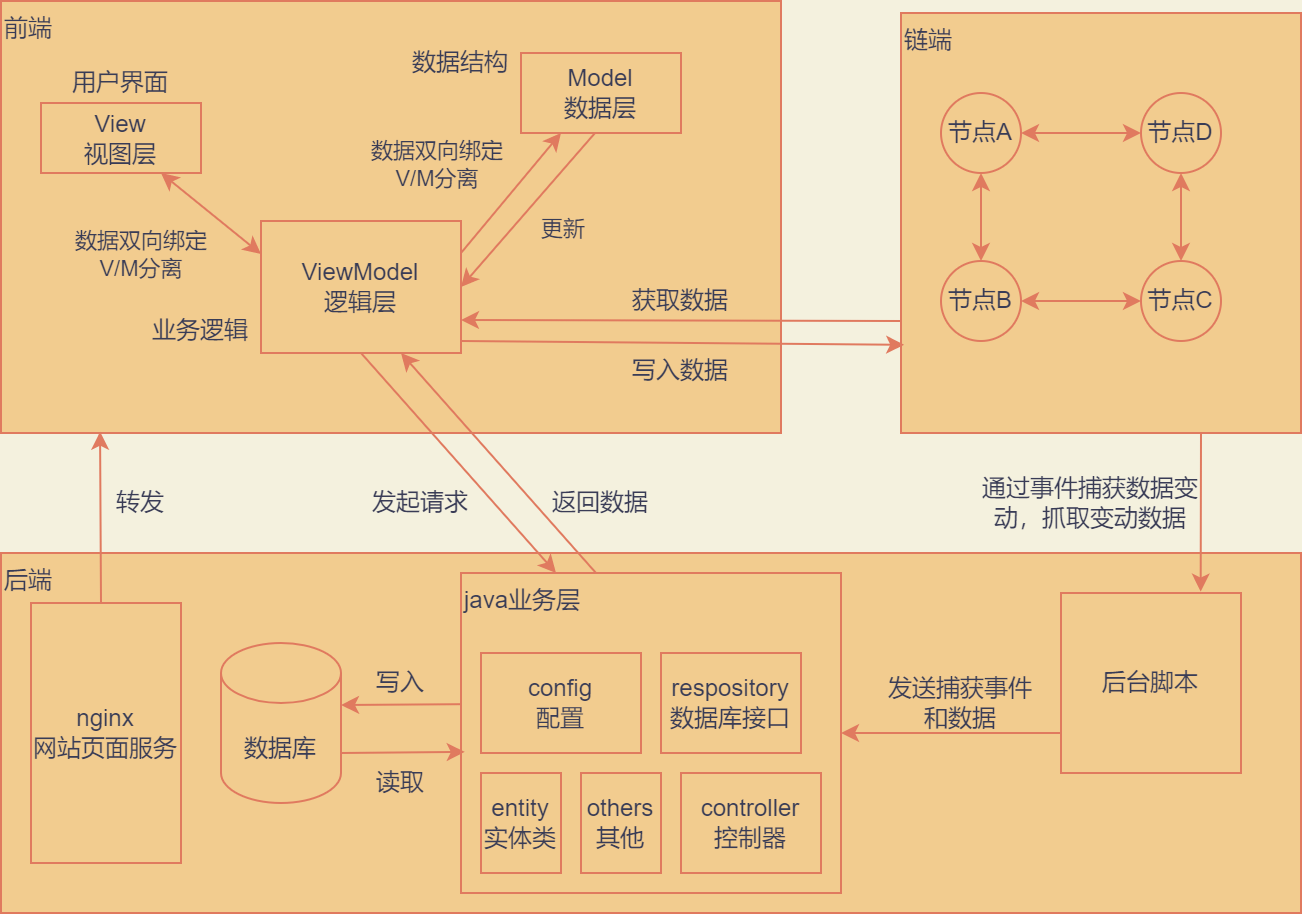 前端
用户界面
View
视图层
数据结构
Model
数据层
数据双向绑定
V/M分离
更新
数据双向绑定
V/M分离
ViewModel
逻辑层
业务逻辑
获取数据
写入数据
链端
节点A
节点D
节点B
节点C
转发
发起请求
返回数据
通过事件捕获数据变
动，抓取变动数据
后端
nginx
网站页面服务
数据库
写入
读取
java业务层
config
配置
respository
数据库接口
entity
实体类
others
其他
controller
控制器
发送捕获事件
和数据
后台脚本